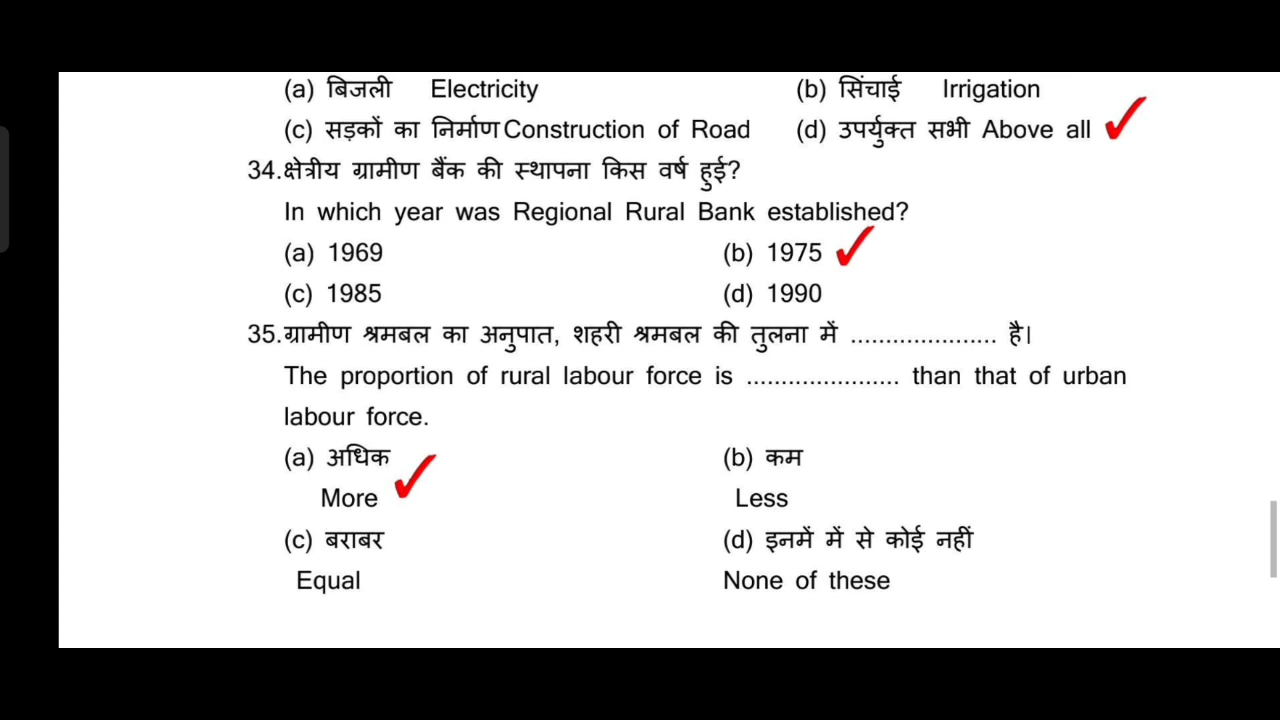 (a) बिजली Electricity (b) सिंचाई Irrigation
(c) सड़कों का निर्माण Construction of Road (d) उपर्युक्त सभी Above all
34.क्षेत्रीय ग्रामीण बैंक की स्थापना किस वर्ष हुई?
In which year was Regional Rural Bank established?
(a) 1969 (b) 1975
(c) 1985 (d) 1990
35.ग्रामीण श्रमबल का अनुपात, शहरी श्रमबल की तुलना में ..................... है।
The proportion of rural labour force is ...................... than that of urban
labour force.
(a) अधिक (b) कम
More Less
(c) बराबर (d) इनमें में से कोई नहीं
Equal None of these